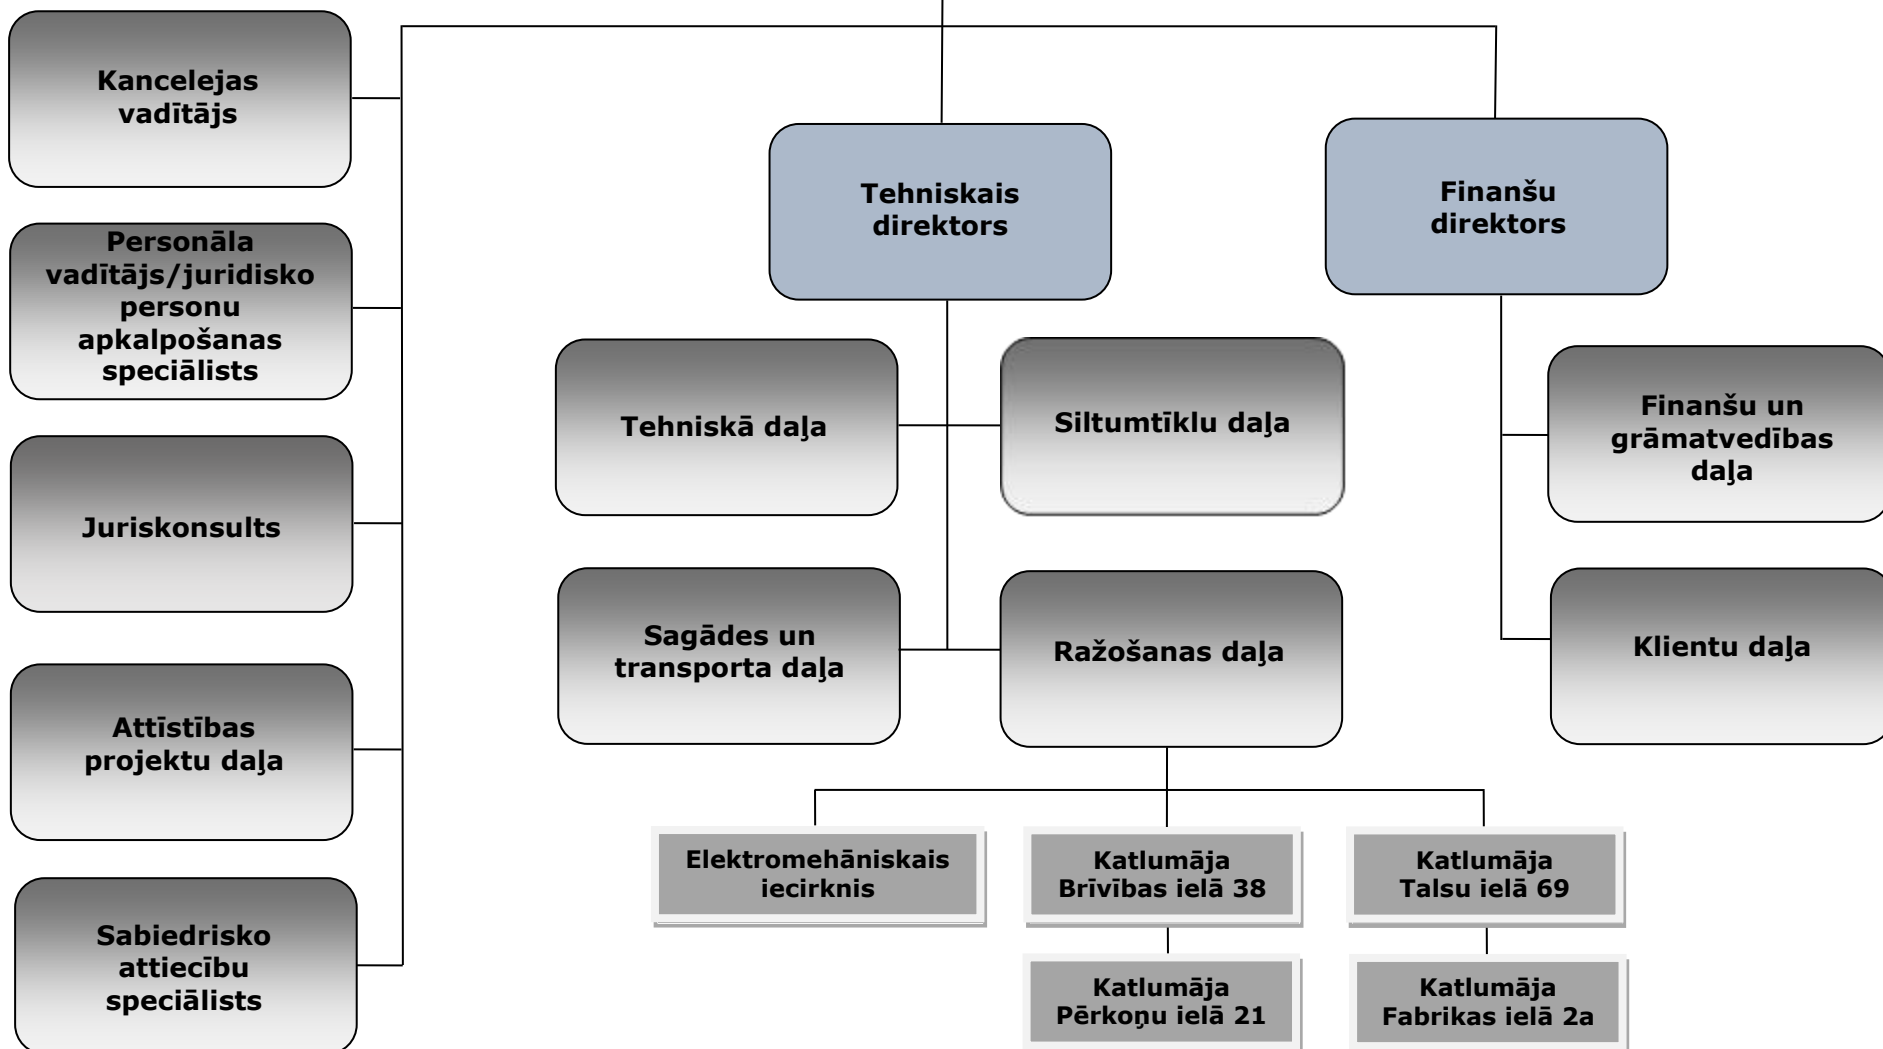 Kancelejas
vadītājs
Personāla
vadītājs/juridisko
personu
apkalpošanas
speciālists
Juriskonsults
Attīstības
projektu daļa
Sabiedrisko
attiecību
speciālists
Tehniskais
direktors
Finanšu
direktors
Tehniskā daļa
Siltumtīklu daļa
Sagādes un
transporta daļa
Ražošanas daļa
Finanšu un
grāmatvedības
daļa
Klientu daļa
Elektromehāniskais
iecirknis
Katlumāja
Brīvības ielā 38
Katlumāja
Talsu ielā 69
Katlumāja
Pērkoņu ielā 21
Katlumāja
Fabrikas ielā 2a